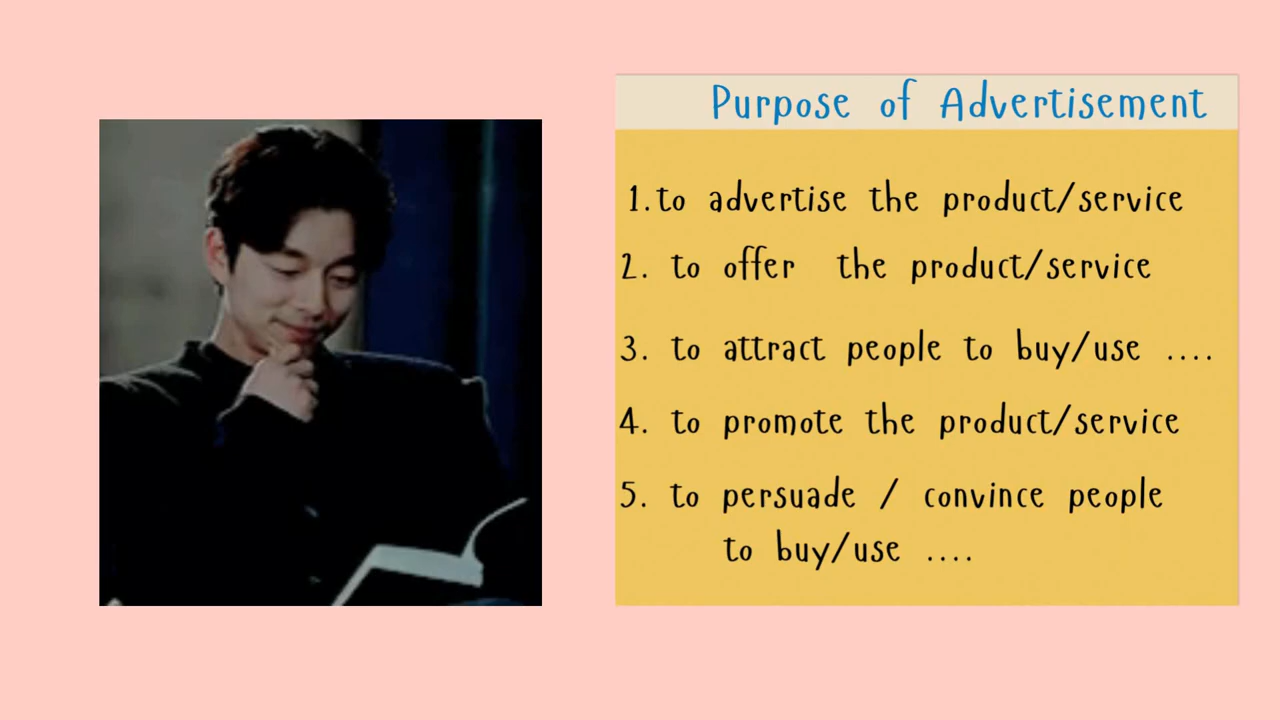 Purpose of Advertisement
1.to advertise the product/service
2. to offer the product/service
3. to attract people to buy/use ....
4. to promote the product/service
5. to persuade / convince people
to buy/use ....